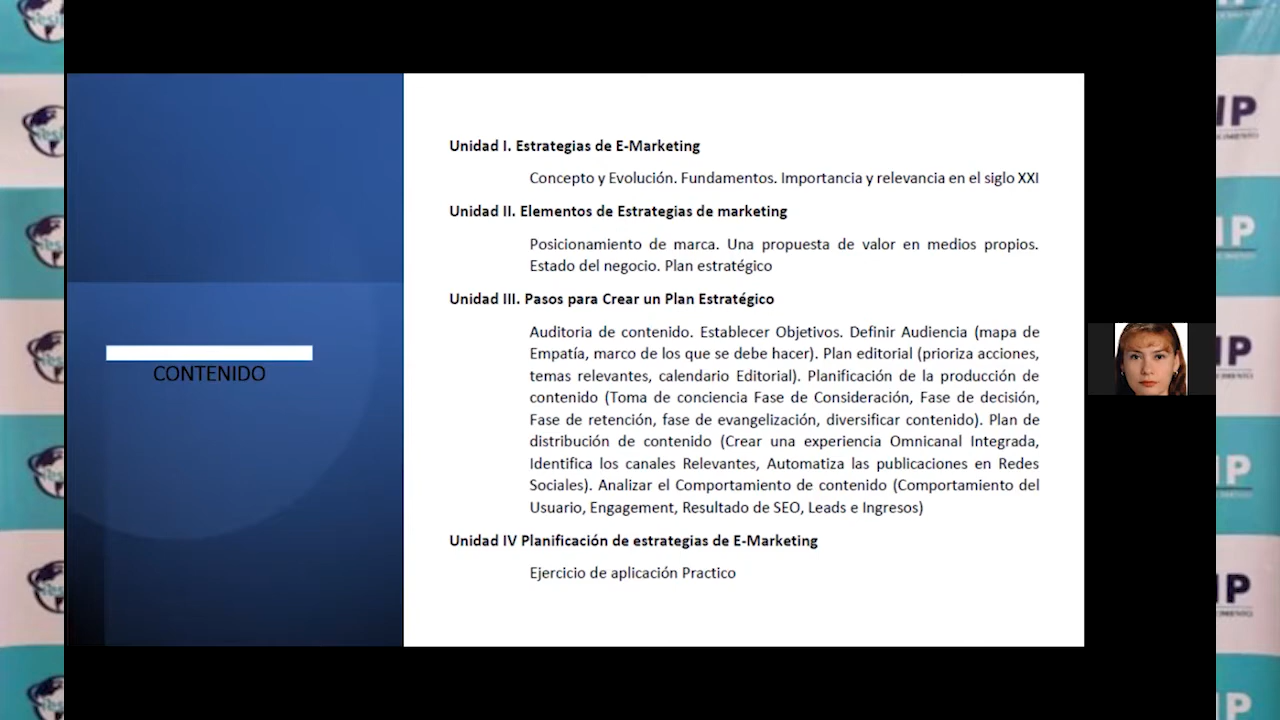 CONTENIDO
Unidad I. Estrategias de E-Marketing
Concepto y Evolución. Fundamentos. Importancia y relevancia en el siglo XXI
Unidad II. Elementos de Estrategias de marketing
Posicionamiento de marca. Una propuesta de valor en medios propios.
Estado del negocio. Plan estratégico
Unidad III. Pasos para Crear un Plan Estratégico
Auditoria de contenido. Establecer Objetivos. Definir Audiencia (mapa de
Empatía, marco de los que se debe hacer). Plan editorial (prioriza acciones,
temas relevantes, calendario Editorial). Planificación de la producción de
contenido (Toma de conciencia Fase de Consideración, Fase de decisión,
Fase de retención, fase de evangelización, diversificar contenido). Plan de
distribución de contenido (Crear una experiencia Omnicanal Integrada,
Identifica los canales Relevantes, Automatiza las publicaciones en Redes
Sociales). Analizar el Comportamiento de contenido (Comportamiento del
Usuario, Engagement, Resultado de SEO, Leads e Ingresos)
Unidad IV Planificación de estrategias de E-Marketing
Ejercicio de aplicación Practico